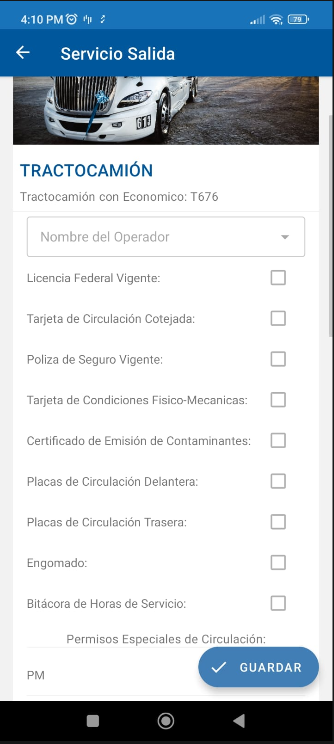 4:10 PM
79
Servicio Salida
611
TRACTOCAMIÓN
Tractocamión con Economico: T676
Nombre del Operador
Licencia Federal Vigente:
Tarjeta de Circulación Cotejada:
Poliza de Seguro Vigente:
Tarjeta de Condiciones Fisico-Mecanicas:
Certificado de Emisión de Contaminantes:
Placas de Circulación Delantera:
Placas de Circulación Trasera:
Engomado:
Bitácora de Horas de Servicio:
Permisos Especiales de Circulación:
PM
GUARDAR